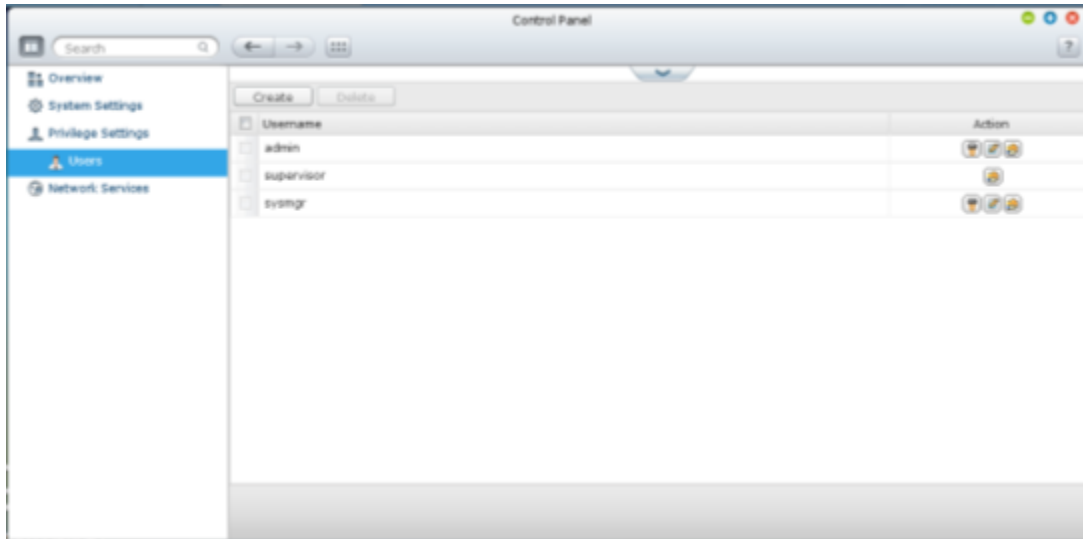 Control Panel
Search
?
Overview
System Settings
Privilege Settings
Users
Network Services
Create Delete
Username Action
admin
supervisor
sysmgr